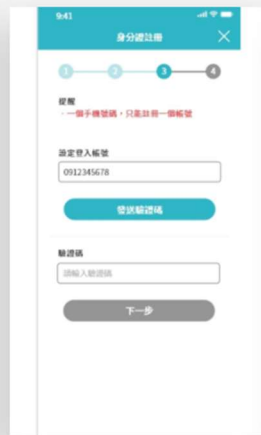 9:41
身分證註冊
1 2 3 4
提醒
・一個手機號碼，只能註冊一個帳號
設定登入帳號
0912345678
發送驗證碼
驗證碼
請輸入驗證碼
下一步